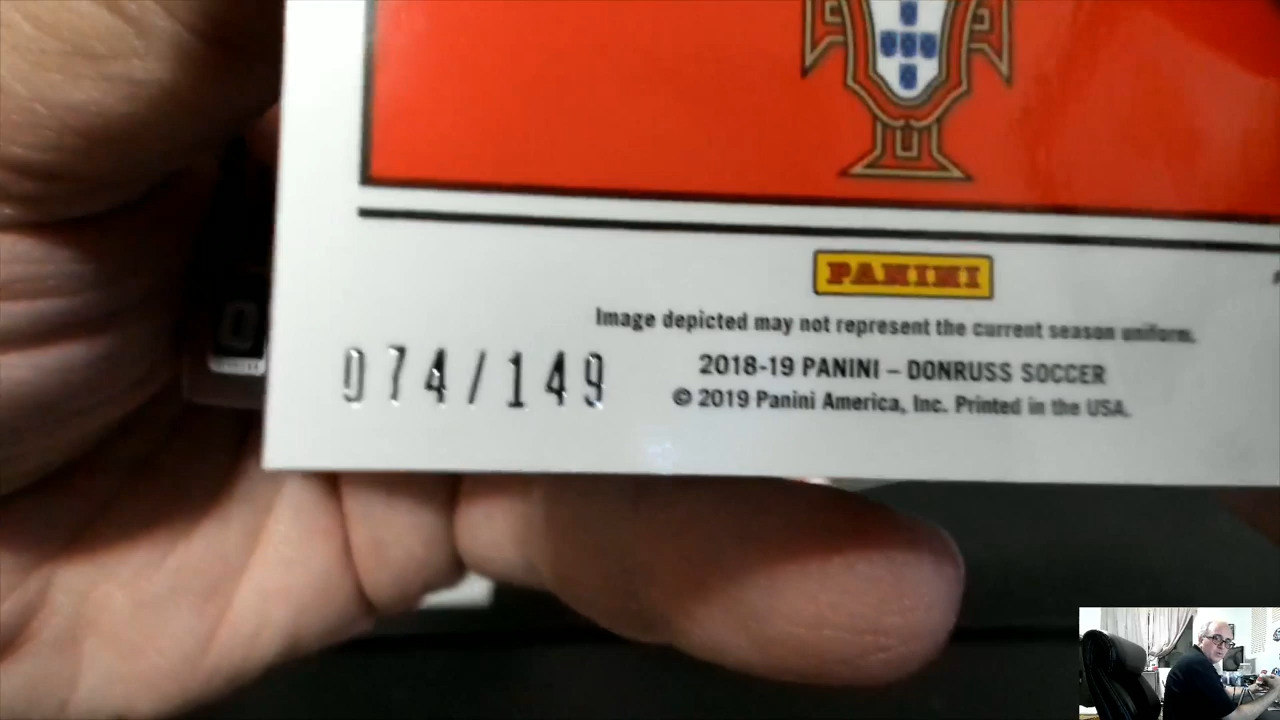 PANINI
Image depicted may not represent the current season uniform.
074/149
2018-19 PANINI – DONRUSS SOCCER
© 2019 Panini America, Inc. Printed in the USA.